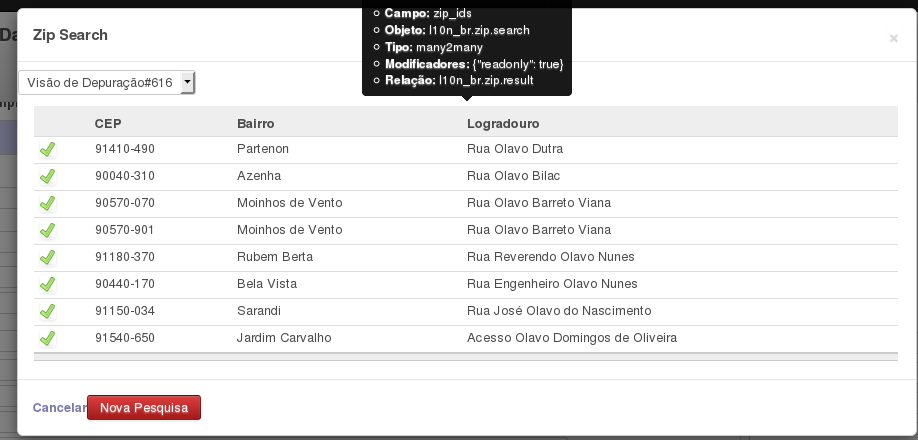 Campo: zip_ids
Zip Search
Objeto: l10n_br.zip.search
×
Tipo: many2many
Modificadores: {"readonly": true}
Relação: l10n_br.zip.result
Visão de Depuração#616
CEP Bairro Logradouro
91410-490 Partenon Rua Olavo Dutra
90040-310 Azenha Rua Olavo Bilac
90570-070 Moinhos de Vento Rua Olavo Barreto Viana
90570-901 Moinhos de Vento Rua Olavo Barreto Viana
91180-370 Rubem Berta Rua Reverendo Olavo Nunes
90440-170 Bela Vista Rua Engenheiro Olavo Nunes
91150-034 Sarandi Rua José Olavo do Nascimento
91540-650 Jardim Carvalho Acesso Olavo Domingos de Oliveira
Cancelar Nova Pesquisa